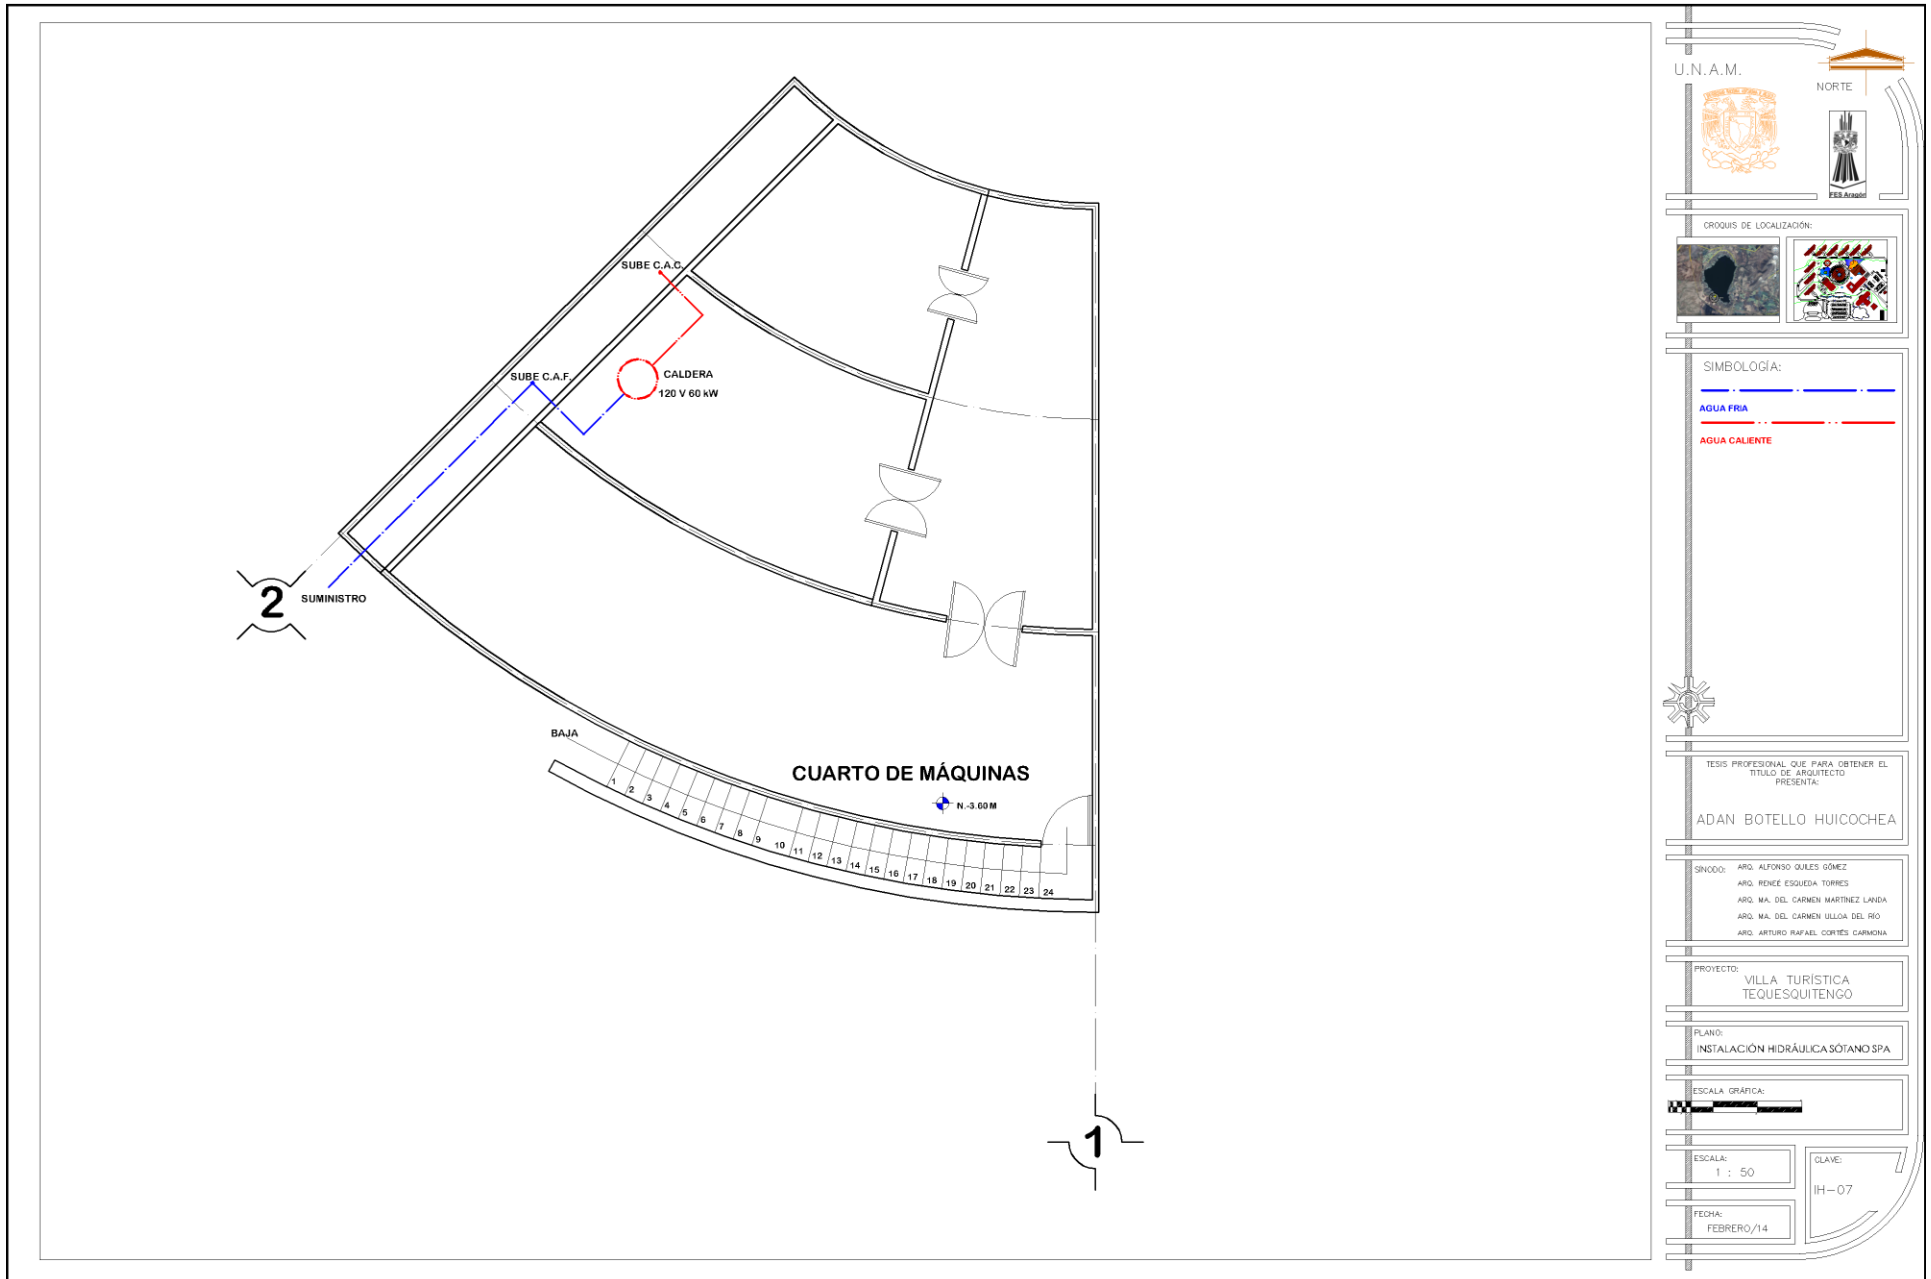 SUBE C.A.C.
SUBE C.A.F.
CALDERA
120 V 60 kW
2
SUMINISTRO
BAJA
CUARTO DE MÁQUINAS
N.-3.60 M
1
2
3
4
5
6
7
8
9
10
11
12
13
14
15
16
17
18
19
20
21
22
23
24
1
U.N.A.M.
NORTE
FES Aragón
CROQUIS DE LOCALIZACIÓN:
SIMBOLOGÍA:
AGUA FRIA
AGUA CALIENTE
TESIS PROFESIONAL QUE PARA OBTENER EL
TITULO DE ARQUITECTO
PRESENTA:
ADAN BOTELLO HUICOCHEA
SÍNODO:
ARQ. ALFONSO QUILES GÓMEZ
ARQ. RENEÉ ESQUEDA TORRES
ARQ. MA. DEL CARMEN MARTÍNEZ LANDA
ARQ. MA. DEL CARMEN ULLOA DEL RÍO
ARQ. ARTURO RAFAEL CORTÉS CARMONA
PROYECTO:
VILLA TURÍSTICA
TEQUESQUITENGO
PLANO:
INSTALACIÓN HIDRÁULICA SÓTANO SPA
ESCALA GRÁFICA:
ESCALA:
1 : 50
CLAVE:
IH-07
FECHA:
FEBRERO/14